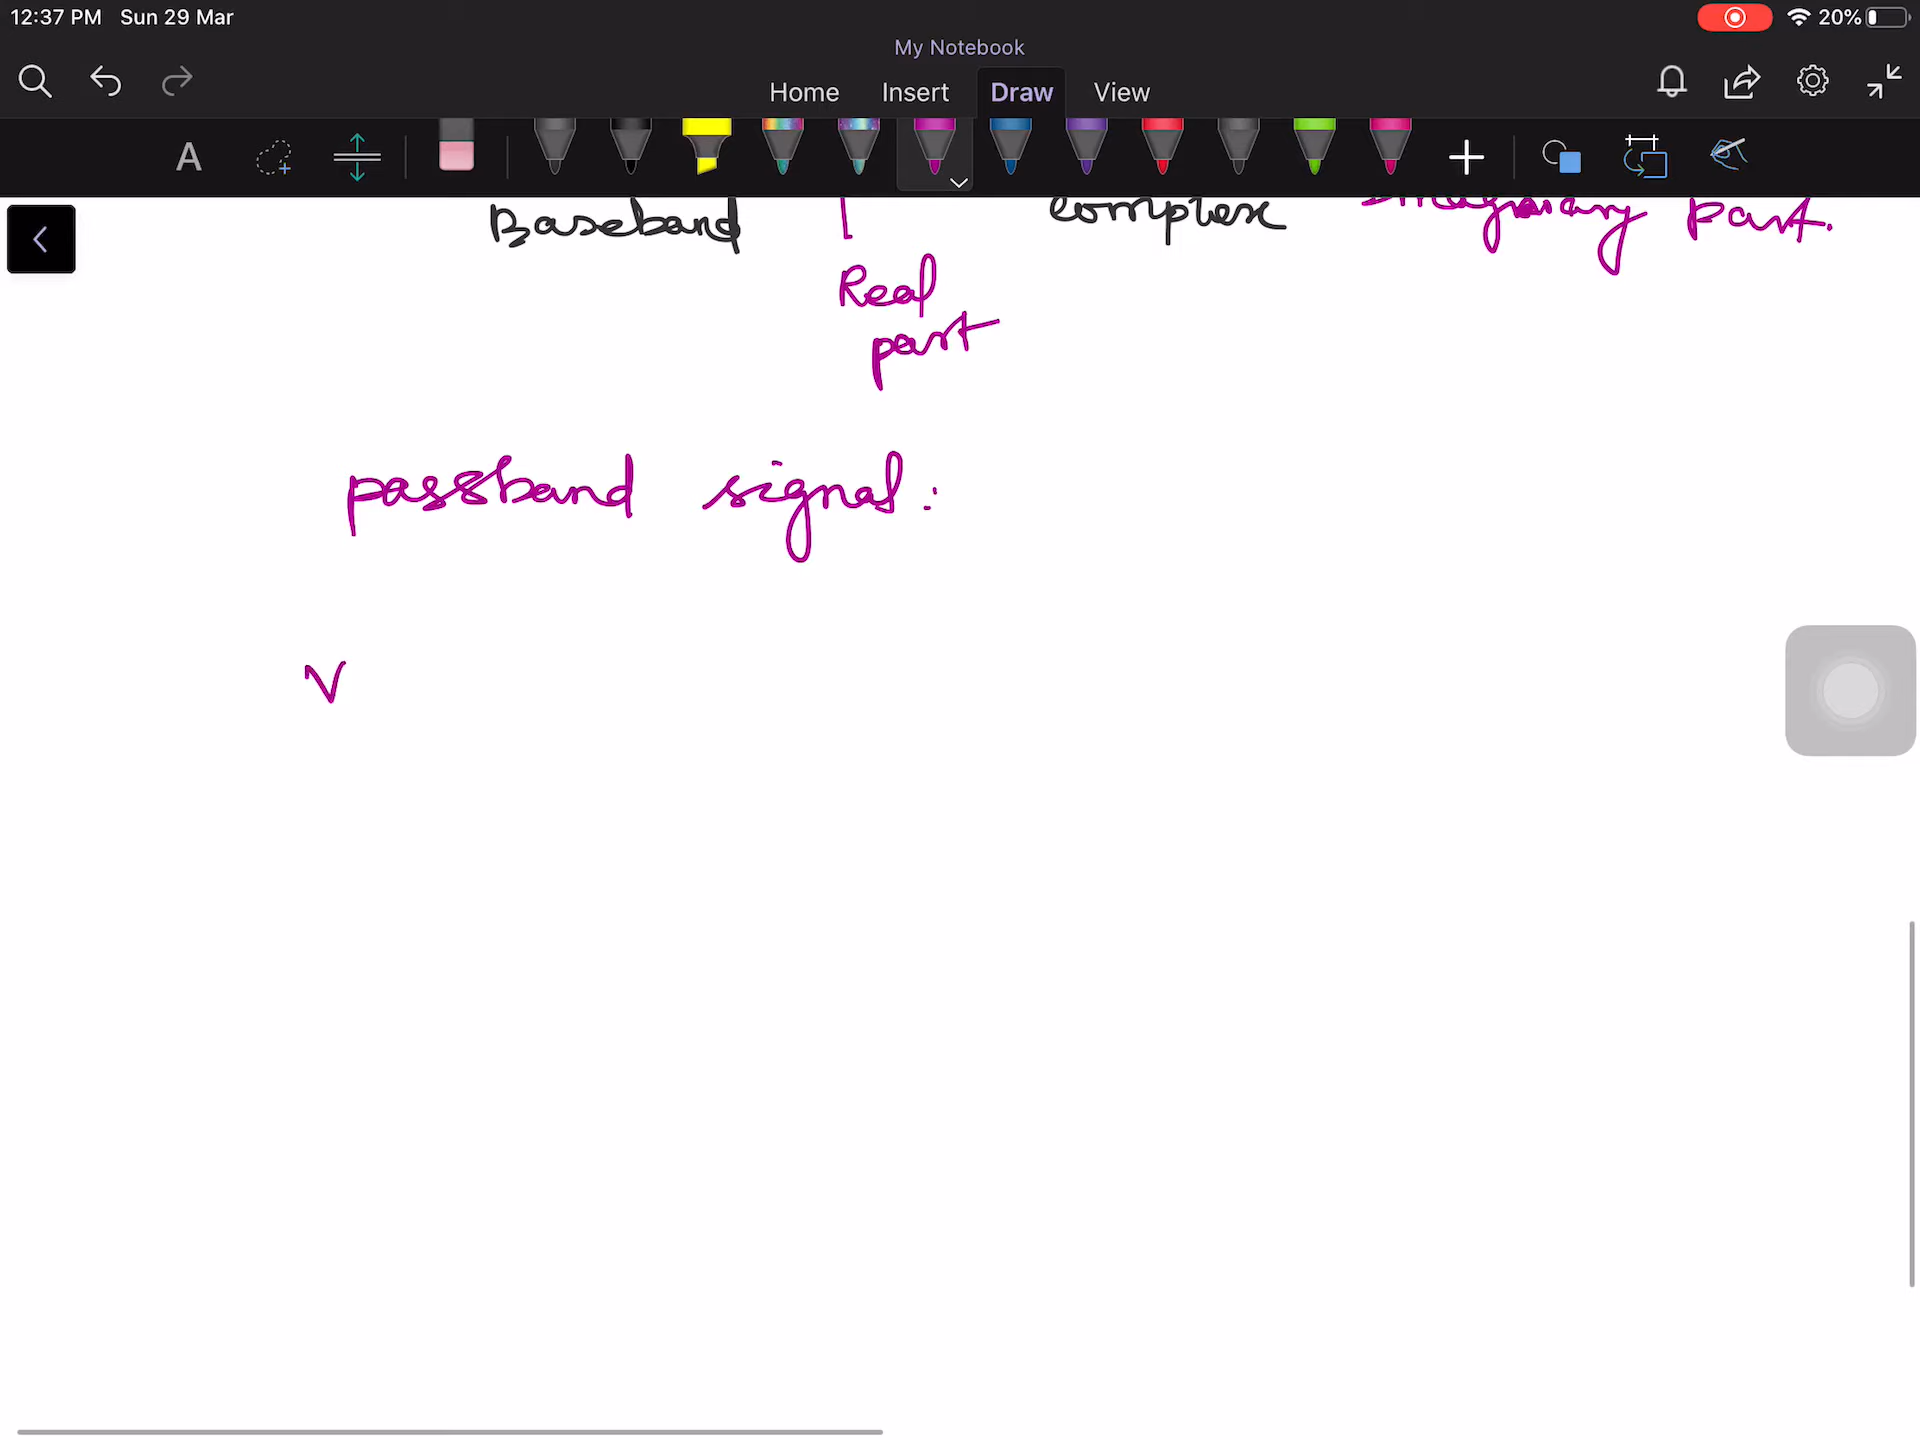 12:37 PM Sun 29 Mar
20%
My Notebook
Home Insert Draw View
A
Baseband complex Imaginary part.
Real
part
passband signal:
V